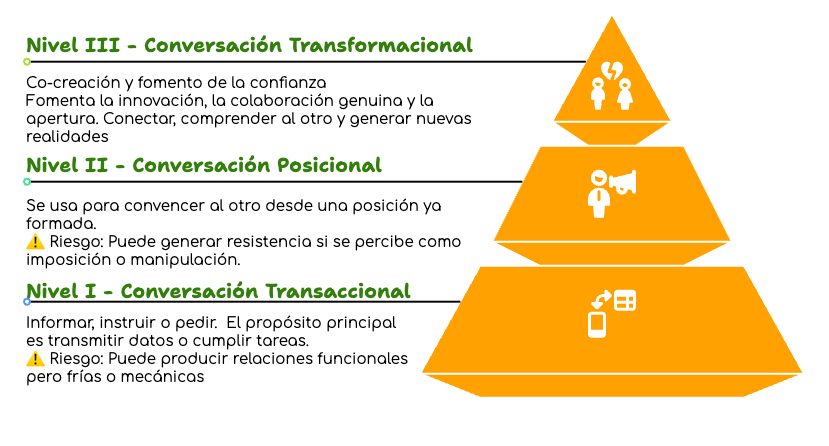 Nivel III - Conversación Transformacional
Co-creación y fomento de la confianza
Fomenta la innovación, la colaboración genuina y la
apertura. Conectar, comprender al otro y generar nuevas
realidades
Nivel II - Conversación Posicional
Se usa para convencer al otro desde una posición ya
formada.
⚠️ Riesgo: Puede generar resistencia si se percibe como
imposición o manipulación.
Nivel I - Conversación Transaccional
Informar, instruir o pedir. El propósito principal
es transmitir datos o cumplir tareas.
⚠️ Riesgo: Puede producir relaciones funcionales
pero frías o mecánicas